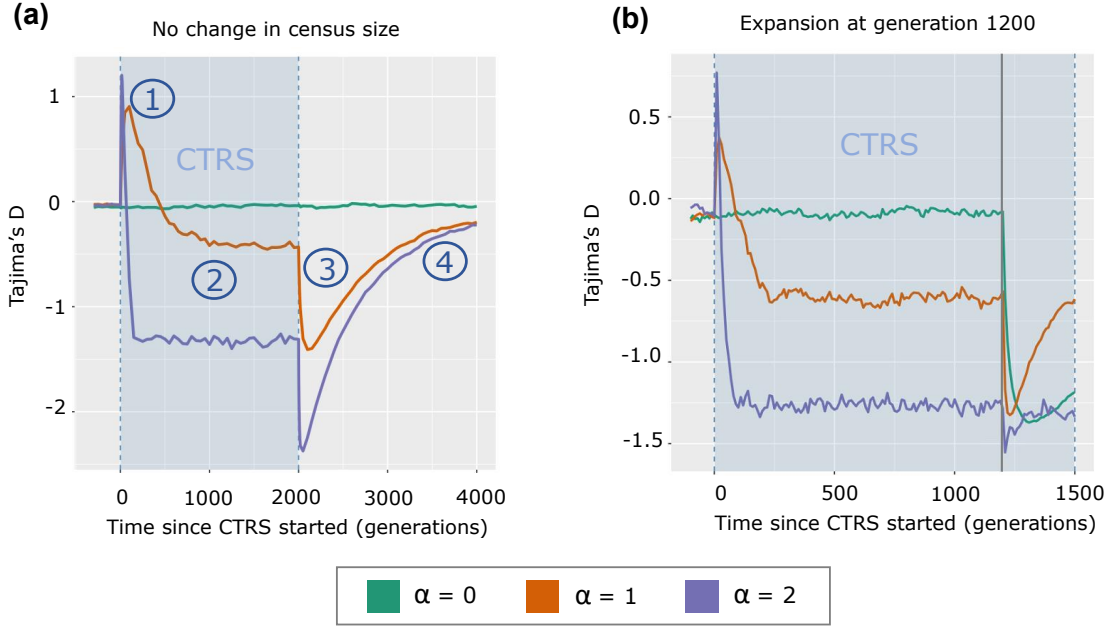 (a)
No change in census size
Tajima's D
1
0
-1
-2
1
CTRS
2
3
4
0 1000 2000 3000 4000
Time since CTRS started (generations)
(b)
Expansion at generation 1200
Tajima's D
0.5
0.0
-0.5
-1.0
-1.5
CTRS
0 500 1000 1500
Time since CTRS started (generations)
α = 0 α = 1 α = 2